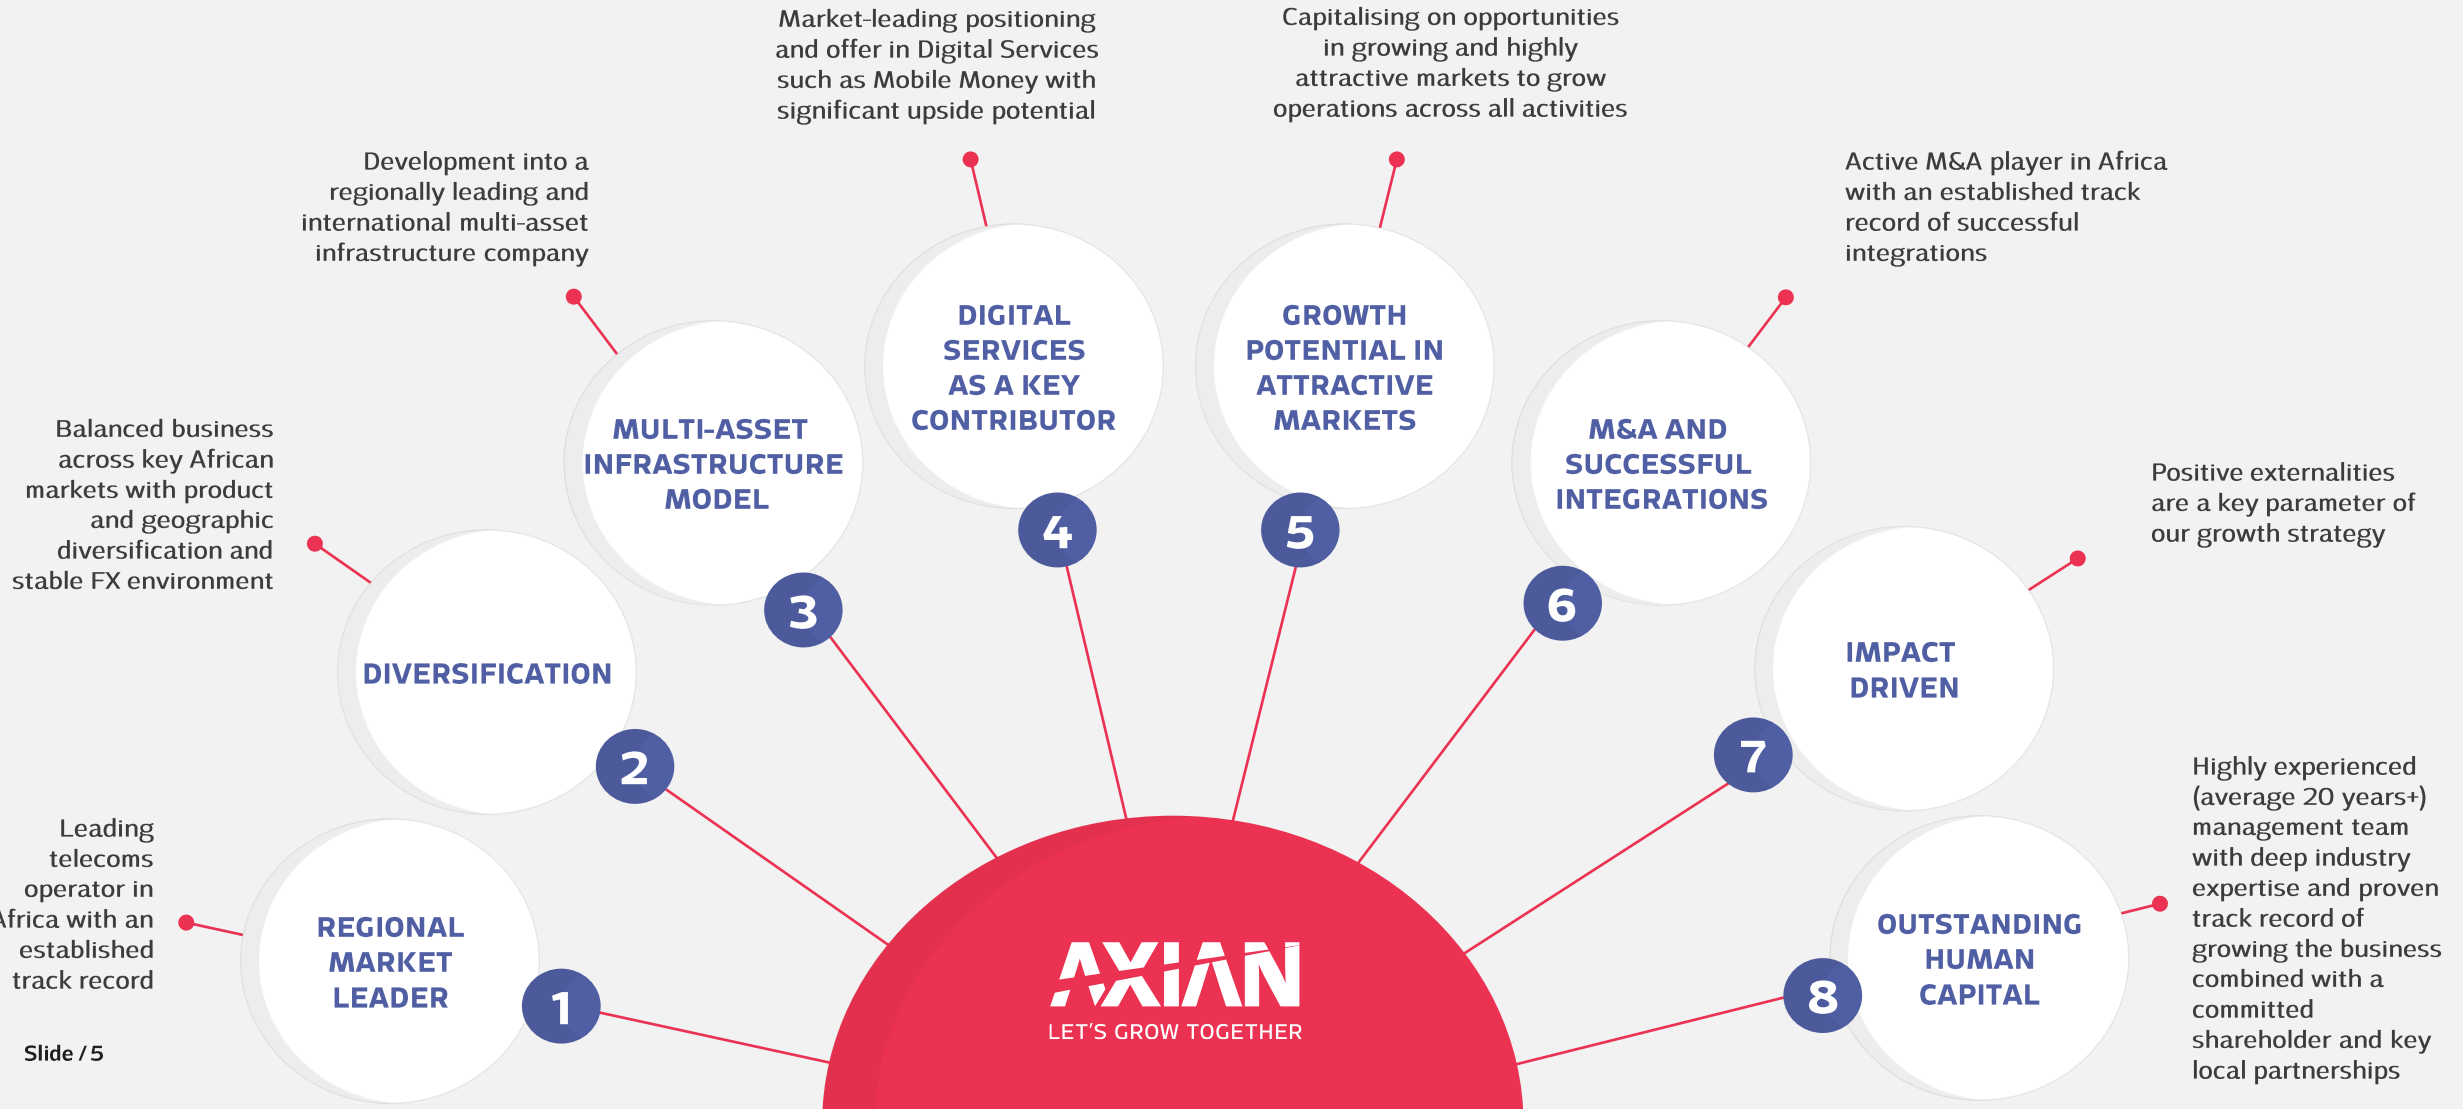 Leading
telecoms
operator in
Africa with an
established
track record
REGIONAL
MARKET
LEADER
1
Balanced business
across key African
markets with product
and geographic
diversification and
stable FX environment
DIVERSIFICATION
2
Development into a
regionally leading and
international multi-asset
infrastructure company
MULTI-ASSET
INFRASTRUCTURE
MODEL
3
Market-leading positioning
and offer in Digital Services
such as Mobile Money with
significant upside potential
DIGITAL
SERVICES
AS A KEY
CONTRIBUTOR
4
Capitalising on opportunities
in growing and highly
attractive markets to grow
operations across all activities
GROWTH
POTENTIAL IN
ATTRACTIVE
MARKETS
5
Active M&A player in Africa
with an established track
record of successful
integrations
M&A AND
SUCCESSFUL
INTEGRATIONS
6
Positive externalities
are a key parameter of
our growth strategy
IMPACT
DRIVEN
7
Highly experienced
(average 20 years+)
management team
with deep industry
expertise and proven
track record of
growing the business
combined with a
committed
shareholder and key
local partnerships
OUTSTANDING
HUMAN
CAPITAL
8
AXIAN
LET'S GROW TOGETHER
Slide / 5